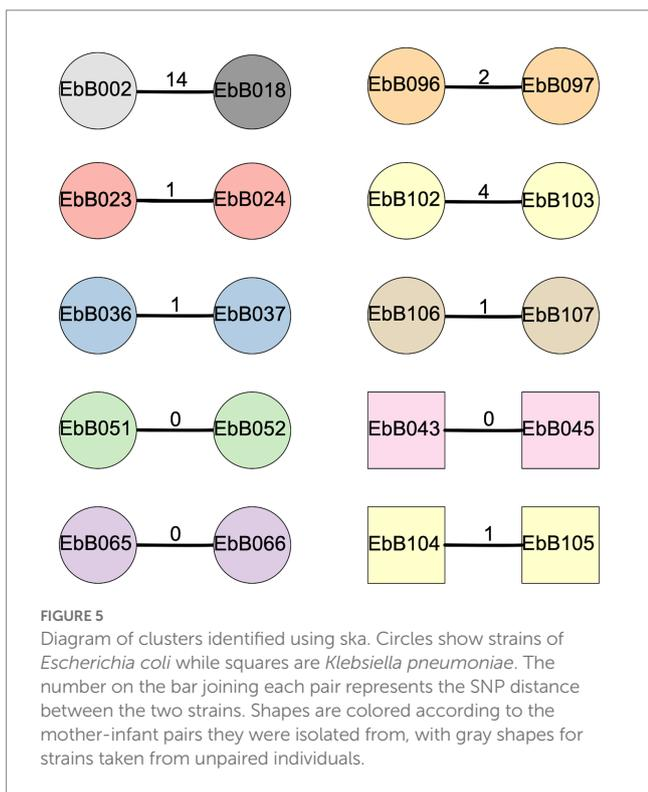 EbB002 14 EbB018 EbB096 2 EbB097
EbB023 1 EbB024 EbB102 4 EbB103
EbB036 1 EbB037 EbB106 1 EbB107
EbB051 0 EbB052 EbB043 0 EbB045
EbB065 0 EbB066 EbB104 1 EbB105
FIGURE 5
Diagram of clusters identified using ska. Circles show strains of
Escherichia coli while squares are Klebsiella pneumoniae. The
number on the bar joining each pair represents the SNP distance
between the two strains. Shapes are colored according to the
mother-infant pairs they were isolated from, with gray shapes for
strains taken from unpaired individuals.